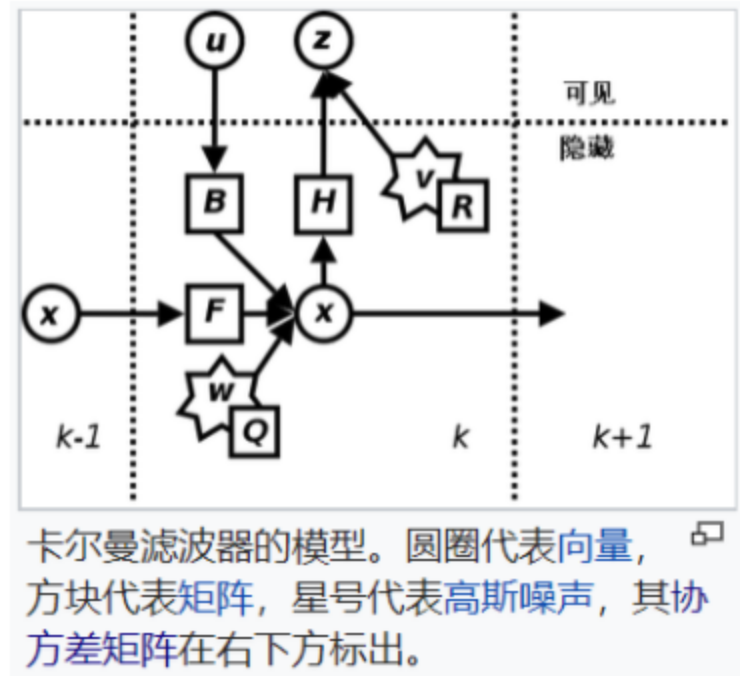 u z
可见
隐藏
B H v R
x F x
w Q
k-1 k k+1
卡尔曼滤波器的模型。圆圈代表向量，
方块代表矩阵，星号代表高斯噪声，其协
方差矩阵在右下方标出。